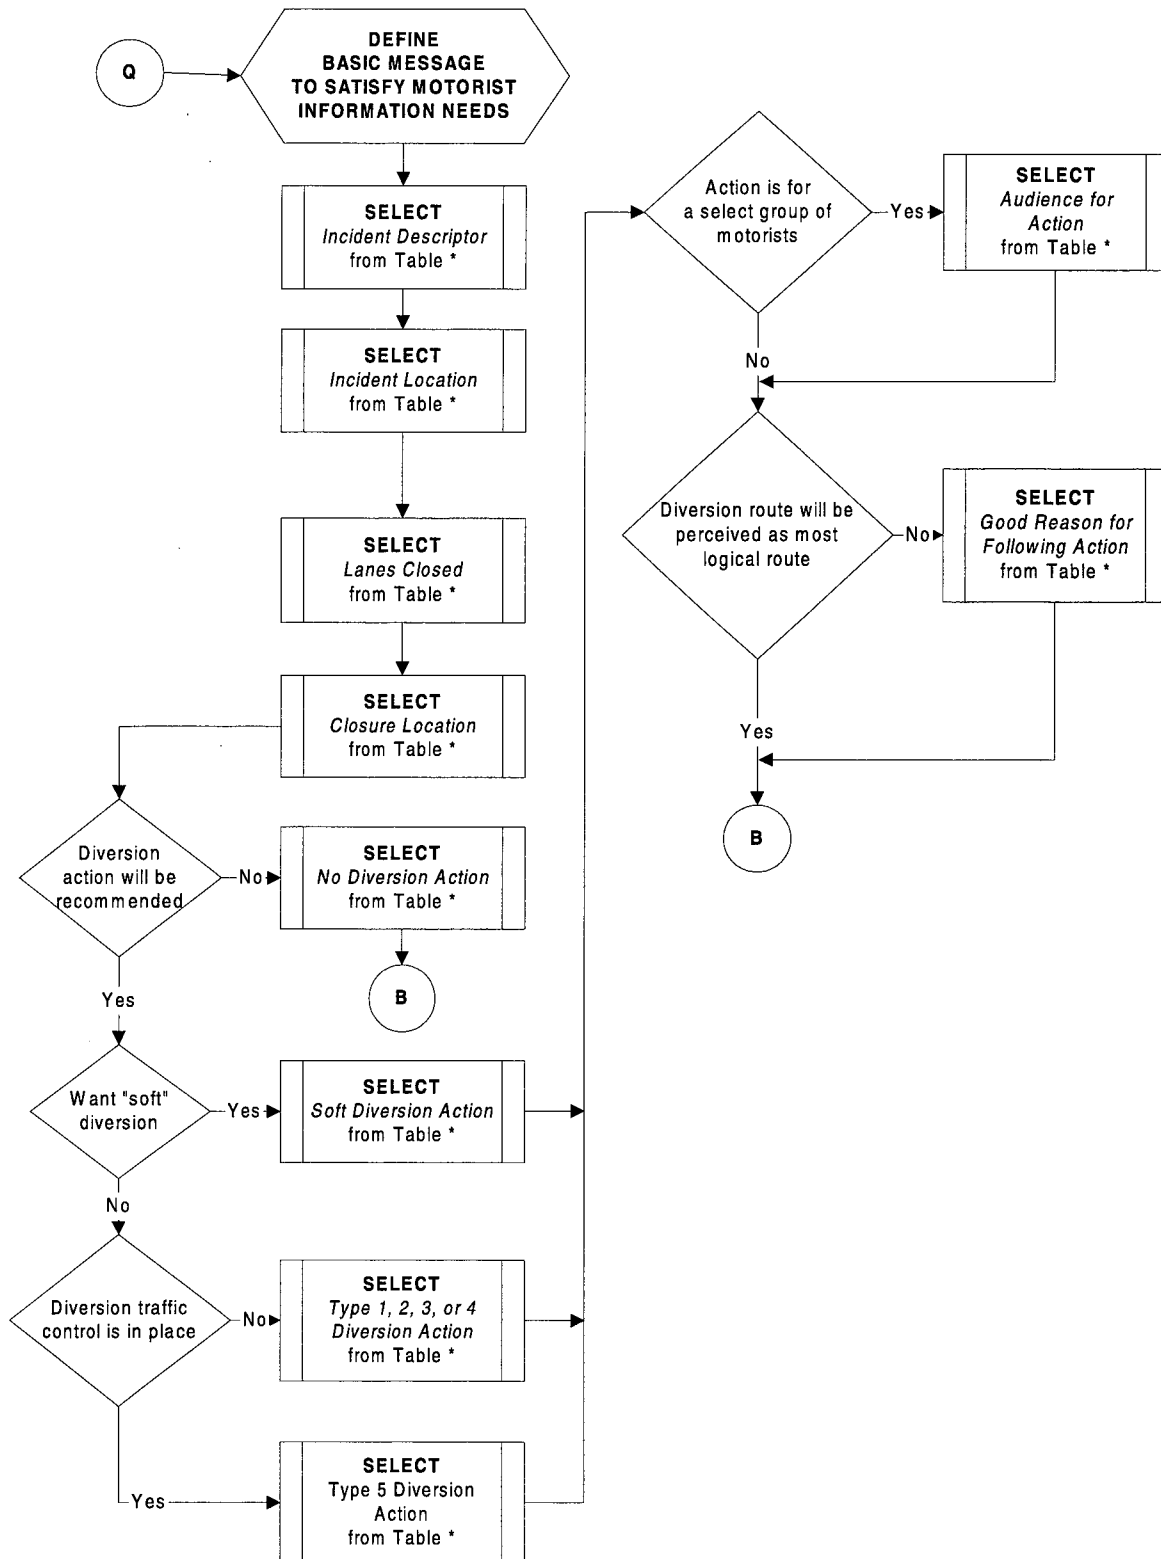 Q
DEFINE
BASIC MESSAGE
TO SATISFY MOTORIST
INFORMATION NEEDS
SELECT
Incident Descriptor
from Table *
SELECT
Incident Location
from Table *
SELECT
Lanes Closed
from Table *
SELECT
Closure Location
from Table *
Diversion
action will be
recommended
No
SELECT
No Diversion Action
from Table *
B
Yes
Want "soft"
diversion
Yes
SELECT
Soft Diversion Action
from Table *
No
Diversion traffic
control is in place
No
SELECT
Type 1, 2, 3, or 4
Diversion Action
from Table *
Yes
SELECT
Type 5 Diversion
Action
from Table *
Action is for
a select group of
motorists
Yes
SELECT
Audience for
Action
from Table *
No
Diversion route will be
perceived as most
logical route
No
SELECT
Good Reason for
Following Action
from Table *
Yes
B